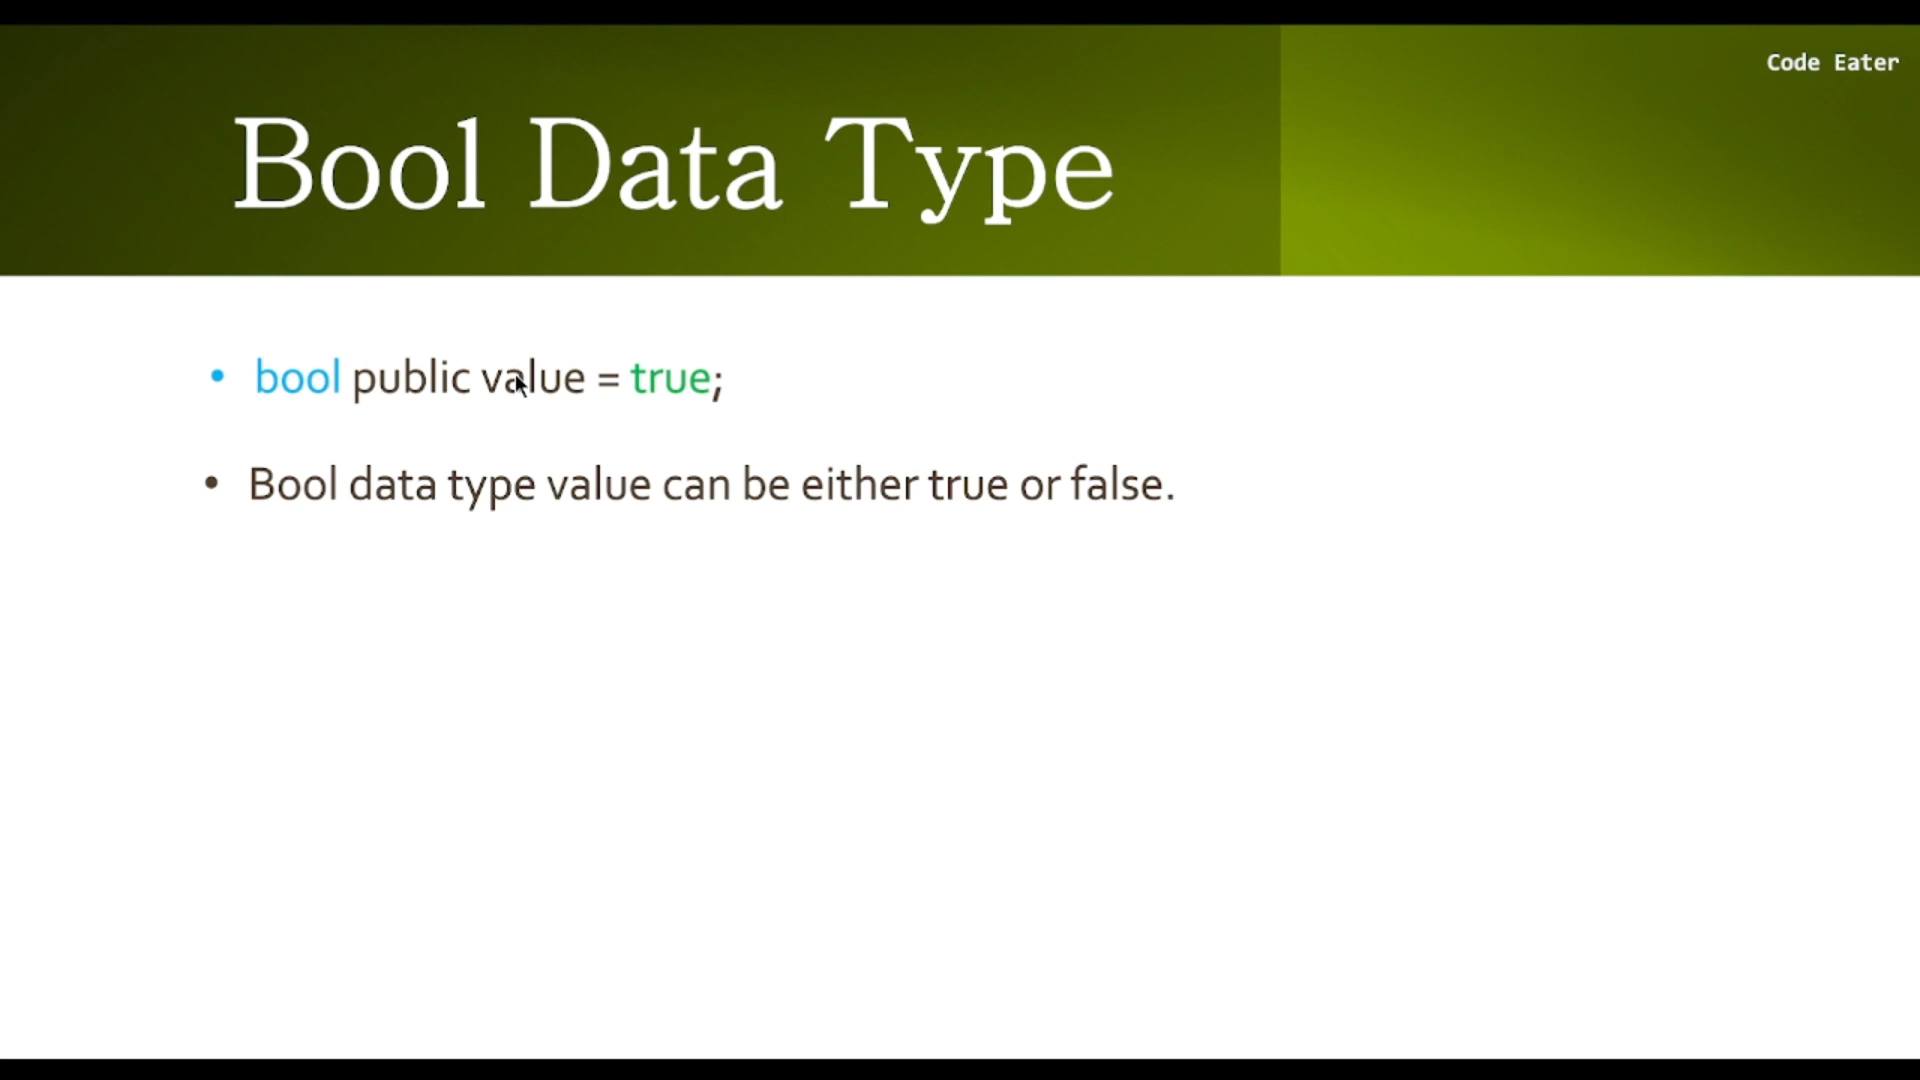 Code Eater
Bool Data Type
• bool public value = true;
• Bool data type value can be either true or false.